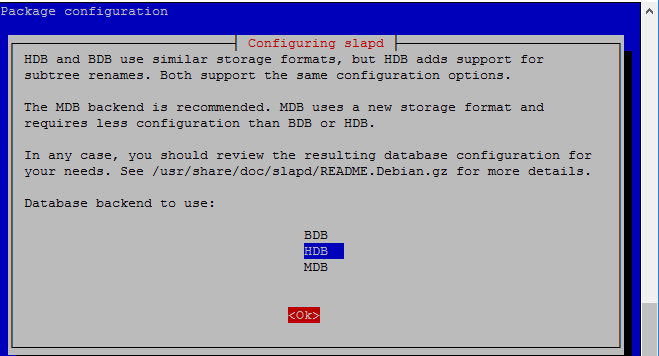 Package configuration
Configuring slapd
HDB and BDB use similar storage formats, but HDB adds support for
subtree renames. Both support the same configuration options.
The MDB backend is recommended. MDB uses a new storage format and
requires less configuration than BDB or HDB.
In any case, you should review the resulting database configuration for
your needs. See /usr/share/doc/slapd/README.Debian.gz for more details.
Database backend to use:
BDB
HDB
MDB
<Ok>